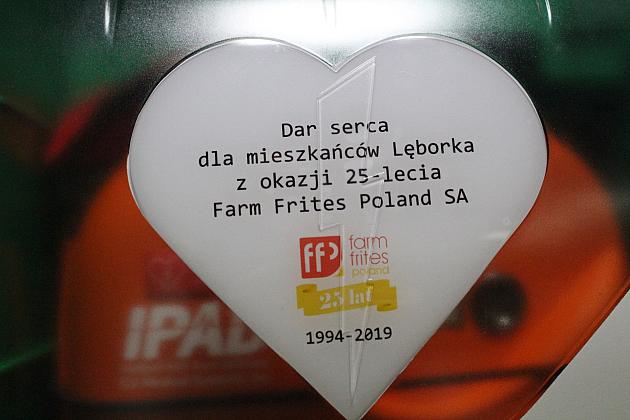 Dar serca
dla mieszkańców Lęborka
z okazji 25-lecia
Farm Frites Poland SA
ffp farm
frites
poland
25 lat
1994-2019
IPAD